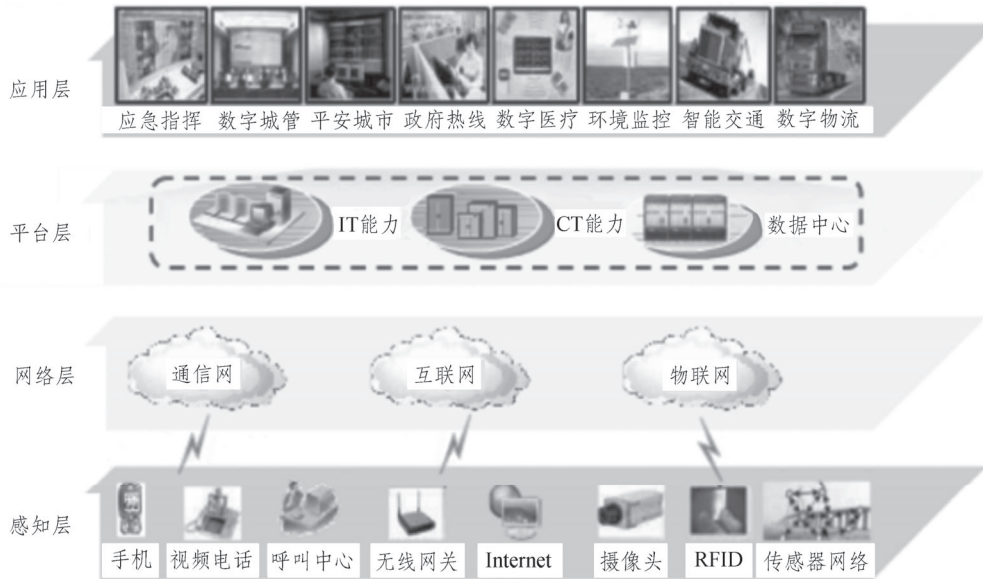 应用层
应急指挥 数字城管 平安城市 政府热线 数字医疗 环境监控 智能交通 数字物流
平台层
IT能力 CT能力 数据中心
网络层
通信网 互联网 物联网
感知层
手机 视频电话 呼叫中心 无线网关 Internet 摄像头 RFID 传感器网络